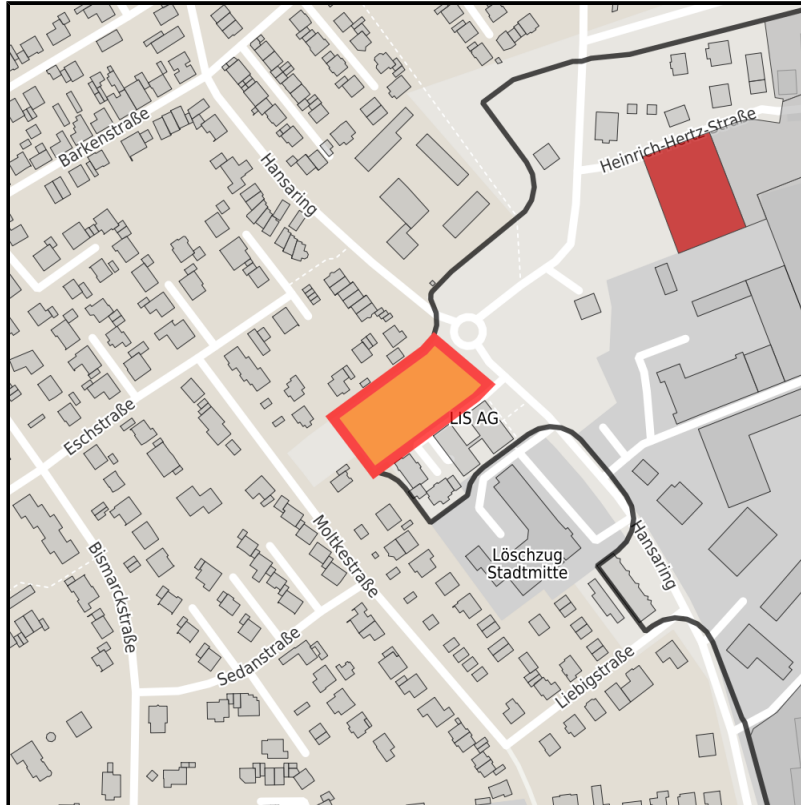 Barkenstraße
Hansaring
Heinrich-Hertz-Straße
Eschstraße
LIS AG
Bismarckstraße
Moltkestraße
Löschzug
Stadtmitte
Hansaring
Sedanstraße
Liebigstraße